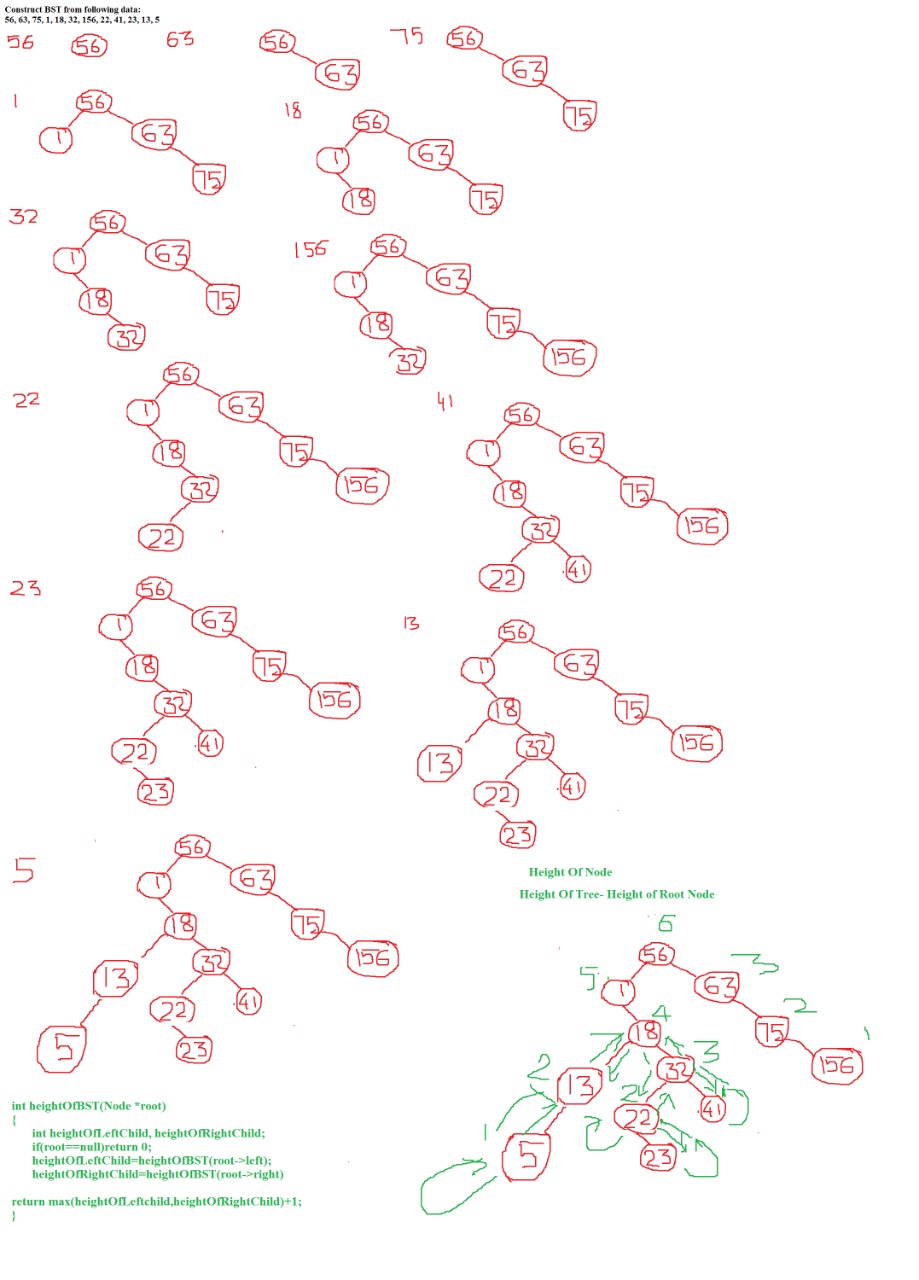 Construct BST from following data:
56, 63, 75, 1, 18, 32, 156, 22, 41, 23, 13, 5
56 56 63 56 75 56
63 63
75
1 56 18 56
1 63 1 63
75 18 75
32 56 156 56
1 63 1 63
18 75 18 75
32 32 156
22 56 41 56
1 63 1 63
18 75 18 75
32 156 32 156
22 22 41
23 56 13 56
1 63 1 63
18 75 18 75
32 156 32 156
22 41 13 22 41
23 23
5 56
1 63
18 75
13 32 156
22 41
5 23
Height Of Node
Height Of Tree- Height of Root Node
6
56 3
5 1 63
4 2
18 75 1
3
2 13 32 156
2 22 1 41
1 5 1 23
int heightOfBST(Node *root)
{
int heightOfLeftChild, heightOfRightChild;
if(root==null)return 0;
heightOfLeftChild=heightOfBST(root->left);
heightOfRightChild=heightOfBST(root->right)
return max(heightOfLeftchild,heightOfRightChild)+1;
}